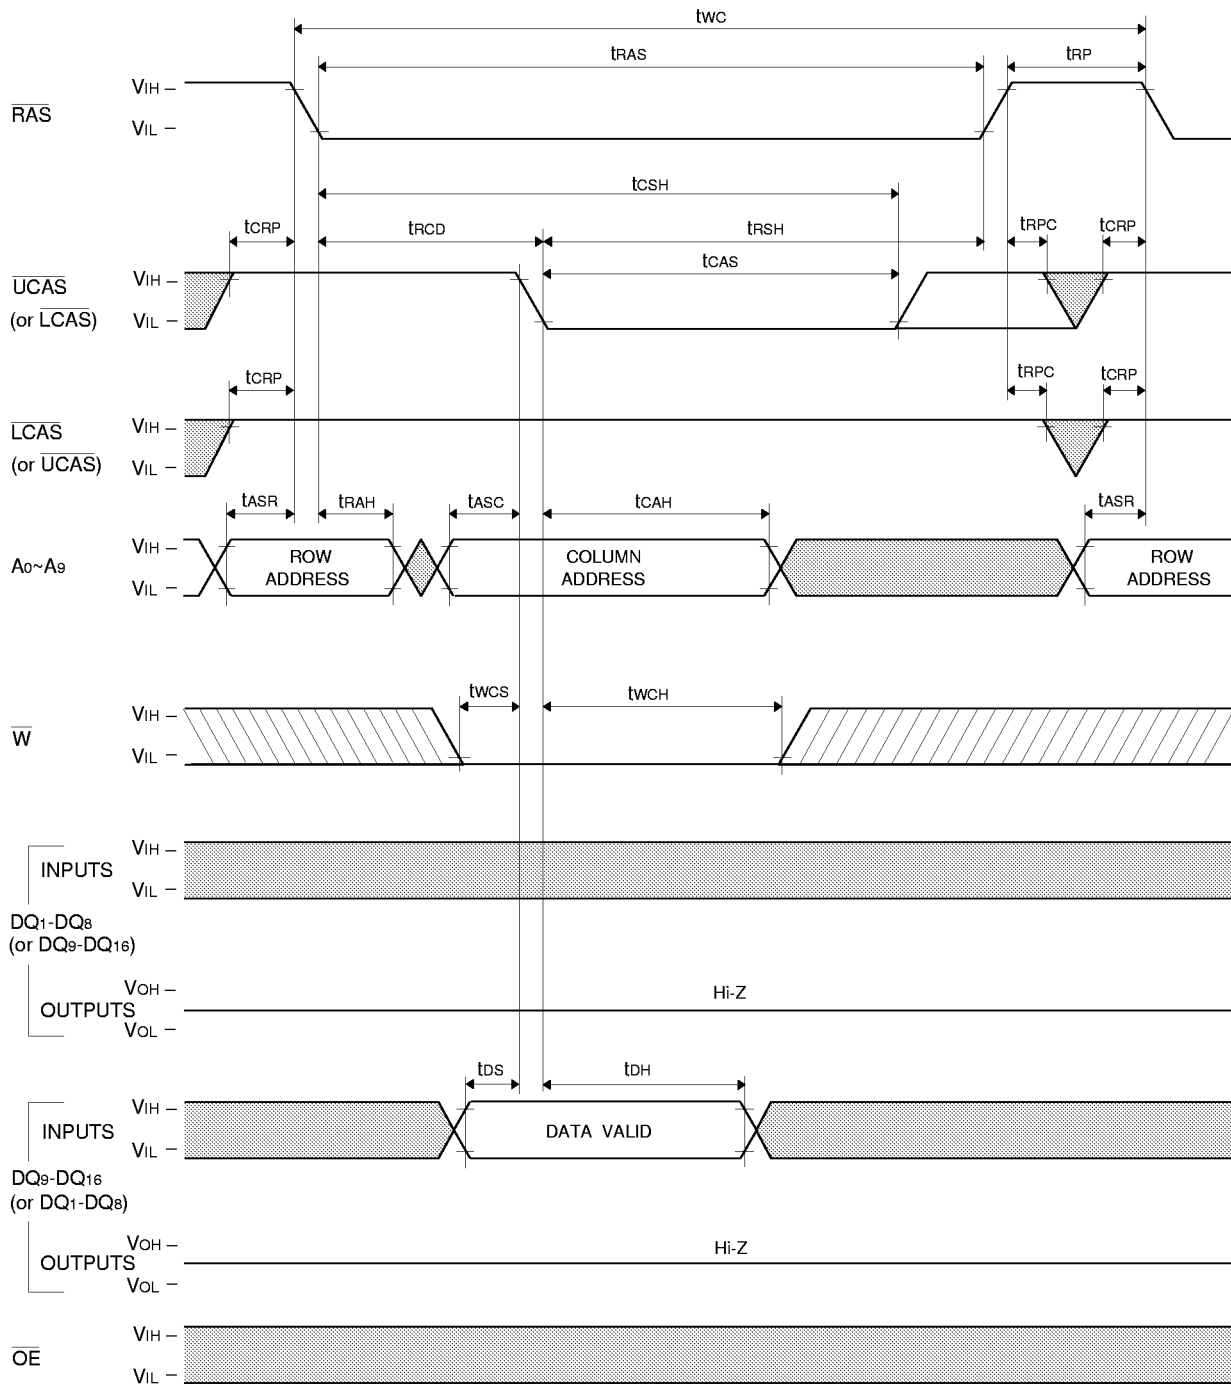 tWC
tRAS
tRP
VIH
RAS
VIL
tCSH
tCRP
tRCD
tRSH
tRPC
tCRP
tCAS
VIH
UCAS
(or LCAS)
VIL
tCRP
tRPC
tCRP
VIH
LCAS
(or UCAS)
VIL
tASR
tRAH
tASC
tCAH
tASR
VIH
A0~A9
VIL
ROW
ADDRESS
COLUMN
ADDRESS
ROW
ADDRESS
tWCS
tWCH
VIH
W
VIL
VIH
INPUTS
VIL
DQ1-DQ8
(or DQ9-DQ16)
VOH
OUTPUTS
VOL
Hi-Z
tDS
tDH
VIH
INPUTS
VIL
DATA VALID
DQ9-DQ16
(or DQ1-DQ8)
VOH
OUTPUTS
VOL
Hi-Z
VIH
OE
VIL